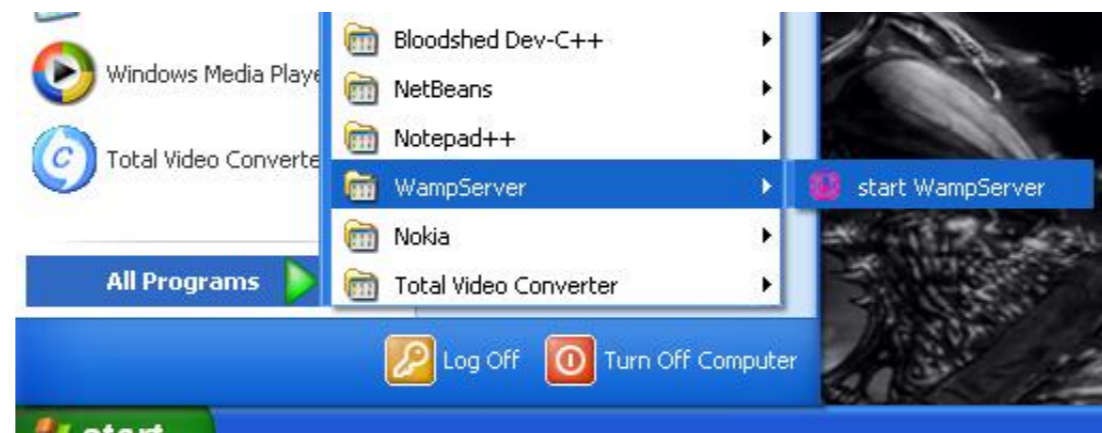 Windows Media Playe
Total Video Converte
All Programs
Bloodshed Dev-C++
NetBeans
Notepad++
WampServer
Nokia
Total Video Converter
start WampServer
Log Off
Turn Off Computer
start